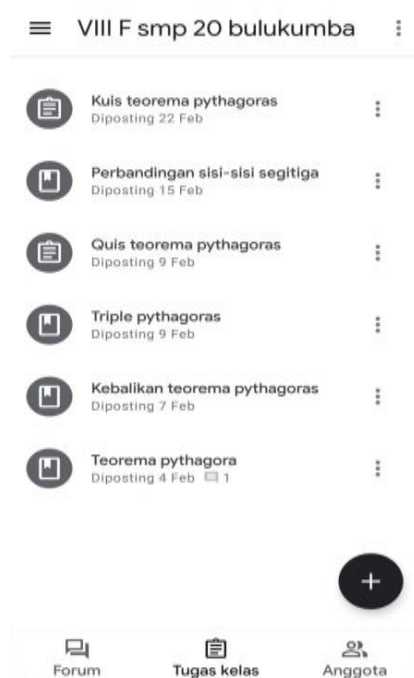 VIII F smp 20 bulukumba
Kuis teorema pythagoras
Diposting 22 Feb
Perbandingan sisi-sisi segitiga
Diposting 15 Feb
Quis teorema pythagoras
Diposting 9 Feb
Triple pythagoras
Diposting 9 Feb
Kebalikan teorema pythagoras
Diposting 7 Feb
Teorema pythagora
Diposting 4 Feb 1
Forum Tugas kelas Anggota